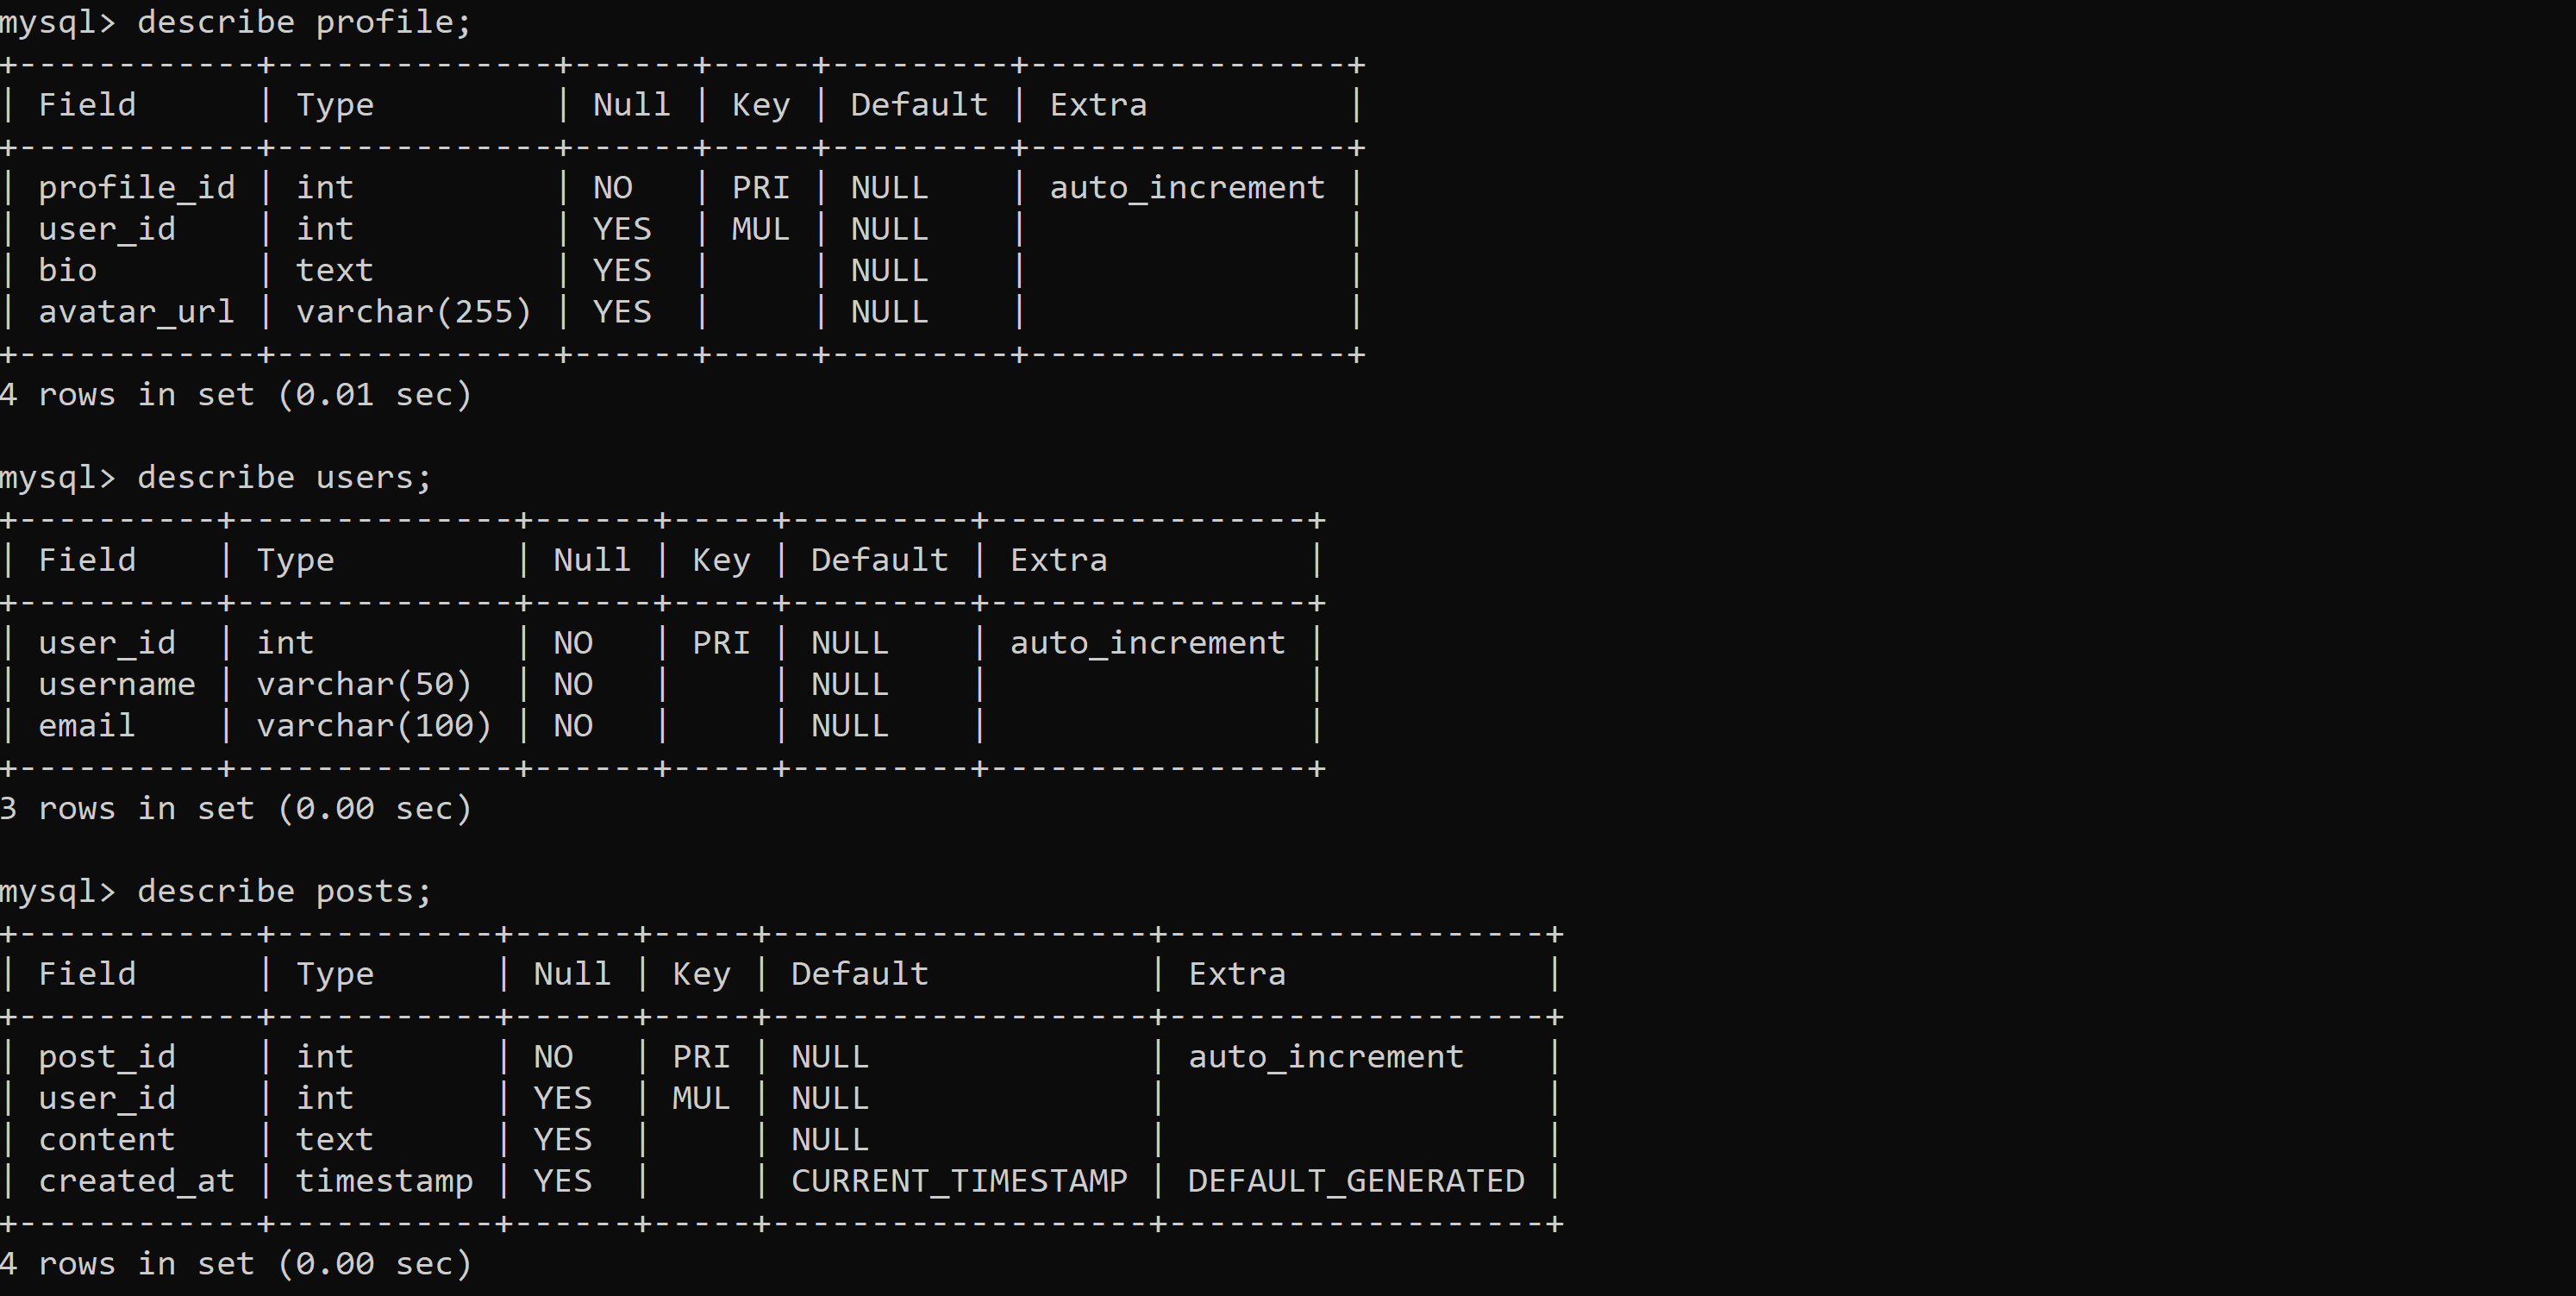 mysql> describe profile;
+------------+--------------+------+-----+---------+----------------+
| Field      | Type         | Null | Key | Default | Extra          |
+------------+--------------+------+-----+---------+----------------+
| profile_id | int          | NO   | PRI | NULL    | auto_increment |
| user_id    | int          | YES  | MUL | NULL    |                |
| bio        | text         | YES  |     | NULL    |                |
| avatar_url | varchar(255) | YES  |     | NULL    |                |
+------------+--------------+------+-----+---------+----------------+
4 rows in set (0.01 sec)

mysql> describe users;
+----------+--------------+------+-----+---------+----------------+
| Field    | Type         | Null | Key | Default | Extra          |
+----------+--------------+------+-----+---------+----------------+
| user_id  | int          | NO   | PRI | NULL    | auto_increment |
| username | varchar(50)  | NO   |     | NULL    |                |
| email    | varchar(100) | NO   |     | NULL    |                |
+----------+--------------+------+-----+---------+----------------+
3 rows in set (0.00 sec)

mysql> describe posts;
+------------+-----------+------+-----+-------------------+-------------------+
| Field      | Type      | Null | Key | Default           | Extra             |
+------------+-----------+------+-----+-------------------+-------------------+
| post_id    | int       | NO   | PRI | NULL              | auto_increment    |
| user_id    | int       | YES  | MUL | NULL              |                   |
| content    | text      | YES  |     | NULL              |                   |
| created_at | timestamp | YES  |     | CURRENT_TIMESTAMP | DEFAULT_GENERATED |
+------------+-----------+------+-----+-------------------+-------------------+
4 rows in set (0.00 sec)